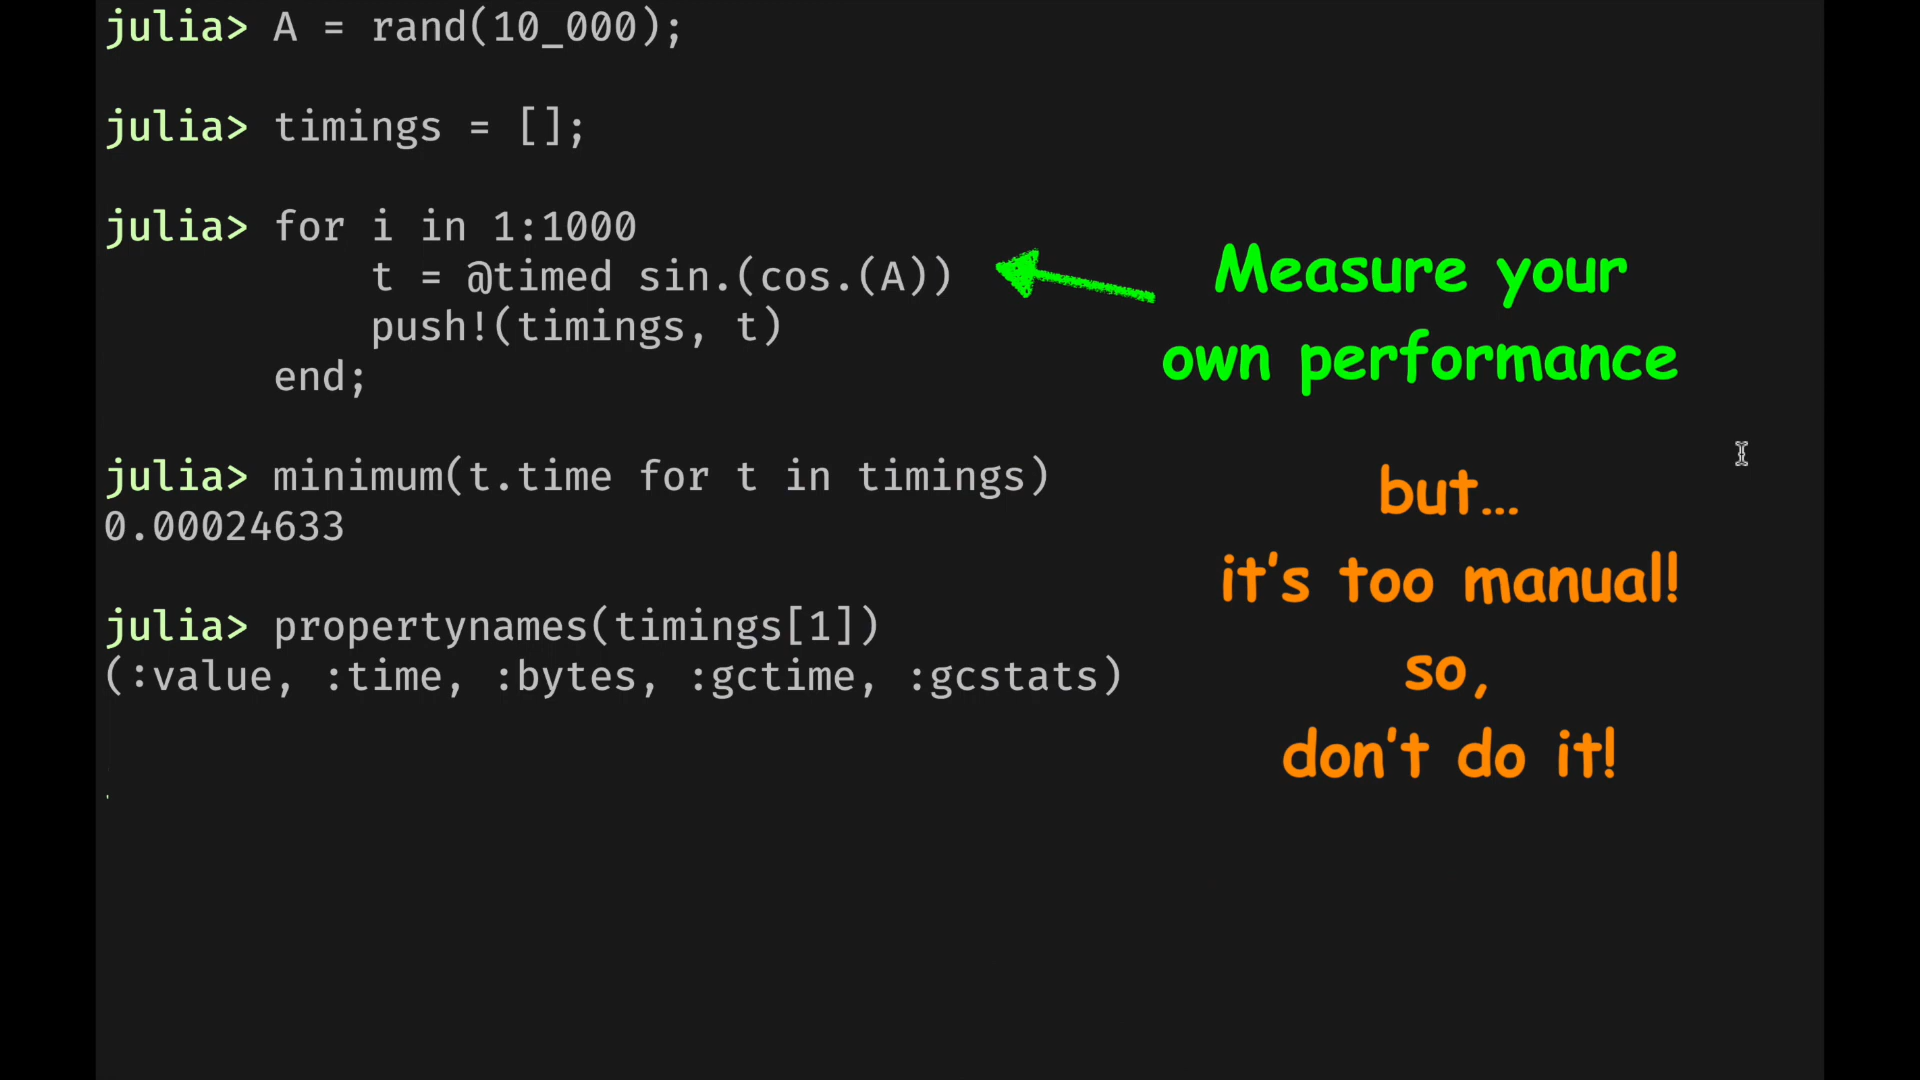 julia> A = rand(10_000);
julia> timings = [];
julia> for i in 1:1000
t = @timed sin.(cos.(A))
push!(timings, t)
end;
Measure your
own performance
julia> minimum(t.time for t in timings)
0.00024633
but...
it's too manual!
so,
don't do it!
julia> propertynames(timings[1])
(:value, :time, :bytes, :gctime, :gcstats)